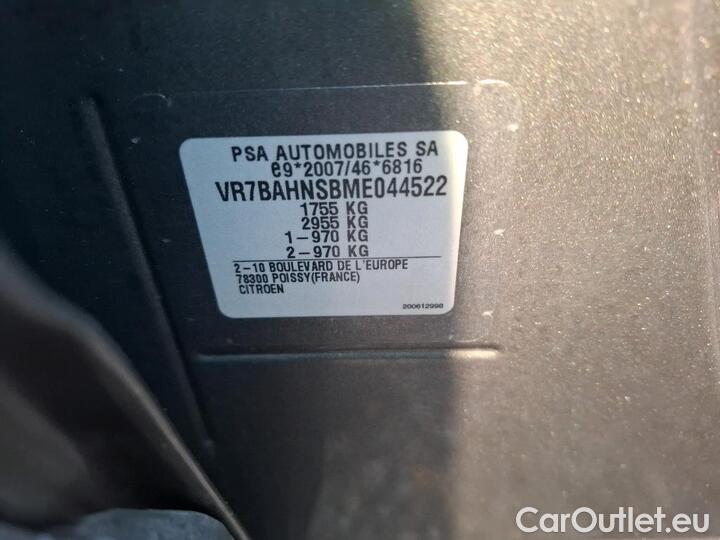 PSA AUTOMOBILES SA
e9*2007/46*6816
VR7BAHNSBME044522
1755 KG
2955 KG
1-970 KG
2-970 KG
2-10 BOULEVARD DE L'EUROPE
78300 POISSY(FRANCE)
CITROEN
200612998
CarOutlet.eu